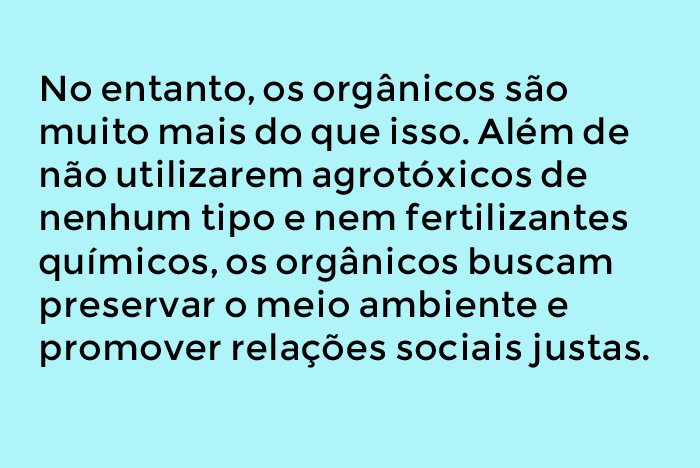 No entanto, os orgânicos são
muito mais do que isso. Além de
não utilizarem agrotóxicos de
nenhum tipo e nem fertilizantes
químicos, os orgânicos buscam
preservar o meio ambiente e
promover relações sociais justas.